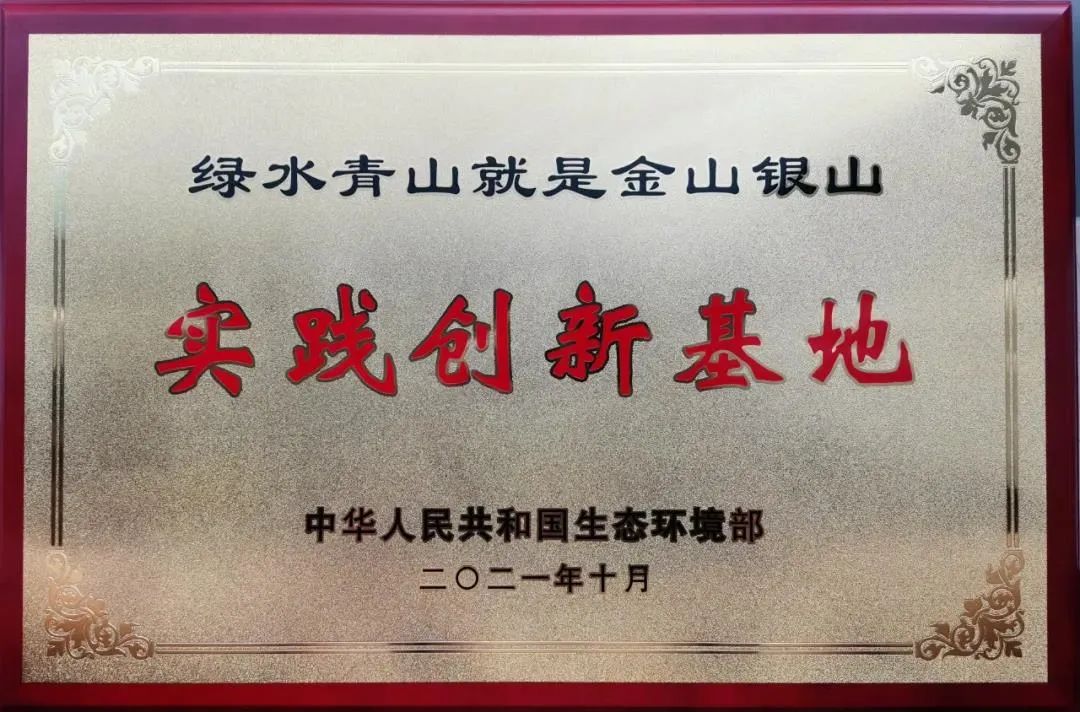 绿水青山就是金山银山
实践创新基地
中华人民共和国生态环境部
二〇二一年十月